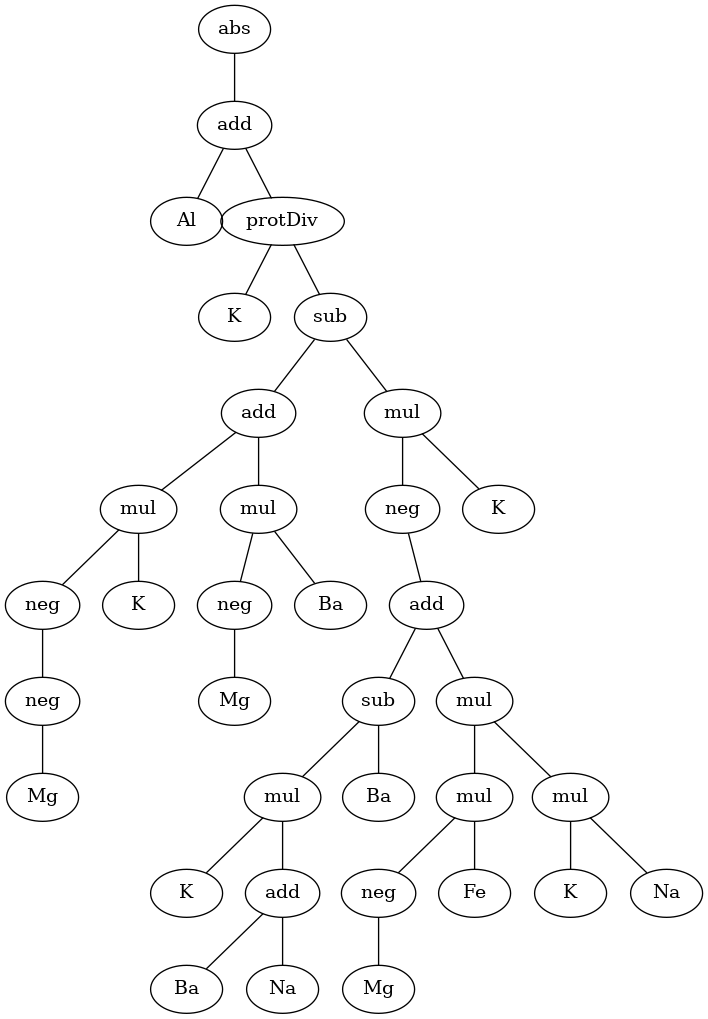 abs
add
Al protDiv
K sub
add mul
mul mul neg K
neg K neg Ba add
neg Mg sub mul
Mg mul Ba mul mul
K add neg Fe K Na
Ba Na Mg